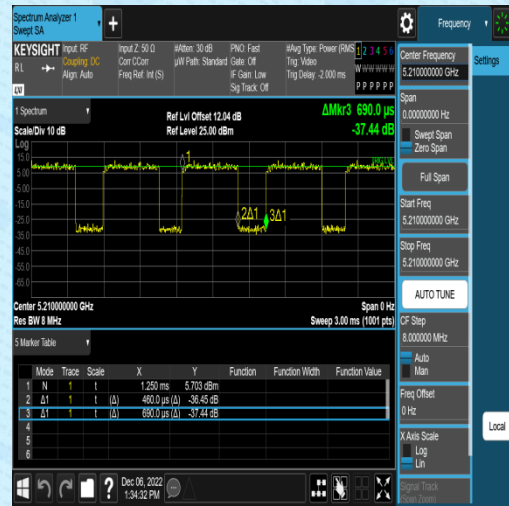 Spectrum Analyzer 1
Swept SA
Frequency
KEYSIGHT
Input: RF
Input Z: 50 Ω
#Atten: 30 dB
PNO: Fast
#Avg Type: Power (RMS
1 2 3 4 5 6
RL
Coupling: DC
Corr CCorr
µW Path: Standard
Gate: Off
Trig: Video
Align: Auto
Freq Ref: Int (S)
IF Gain: Low
Trig Delay: -2.000 ms
Sig Track: Off
P P P P P P
LXI
1 Spectrum
Scale/Div 10 dB
Ref Lvl Offset 12.04 dB
Ref Level 25.00 dBm
ΔMkr3 690.0 µs
-37.44 dB
Log
15.0
5.00
-5.00
-15.0
-25.0
-35.0
-45.0
-55.0
-65.0
1
2Δ1
3Δ1
Center 5.210000000 GHz
Res BW 8 MHz
Span 0 Hz
Sweep 3.00 ms (1001 pts)
5 Marker Table
Mode Trace Scale X Y Function Function Width Function Value
1 N 1 t 1.250 ms 5.703 dBm
2 Δ1 1 t (Δ) 460.0 µs (Δ) -36.45 dB
3 Δ1 1 t (Δ) 690.0 µs (Δ) -37.44 dB
4
5
6
Dec 06, 2022
1:34:32 PM
Center Frequency
5.210000000 GHz
Settings
Span
0.00000000 Hz
Swept Span
Zero Span
Full Span
Start Freq
5.210000000 GHz
Stop Freq
5.210000000 GHz
AUTO TUNE
CF Step
8.000000 MHz
Auto
Man
Freq Offset
0 Hz
X Axis Scale
Log
Lin
Local
Signal Track
(Span Zoom)